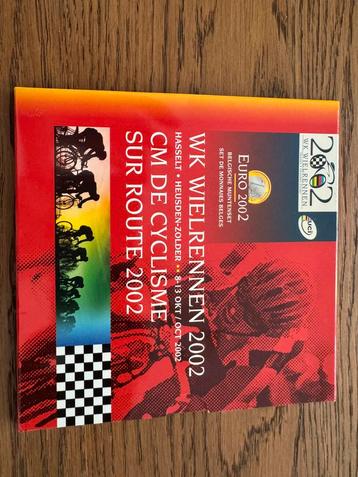 2002
WK WIELRENNEN
uci
EURO 2002
BELGISCHE MUNTENSET
SET DE MONNAIES BELGES
WK WIELRENNEN 2002
HASSELT • HEUSDEN-ZOLDER ** 8-13 OKT / OCT 2002
CM DE CYCLISME
SUR ROUTE 2002